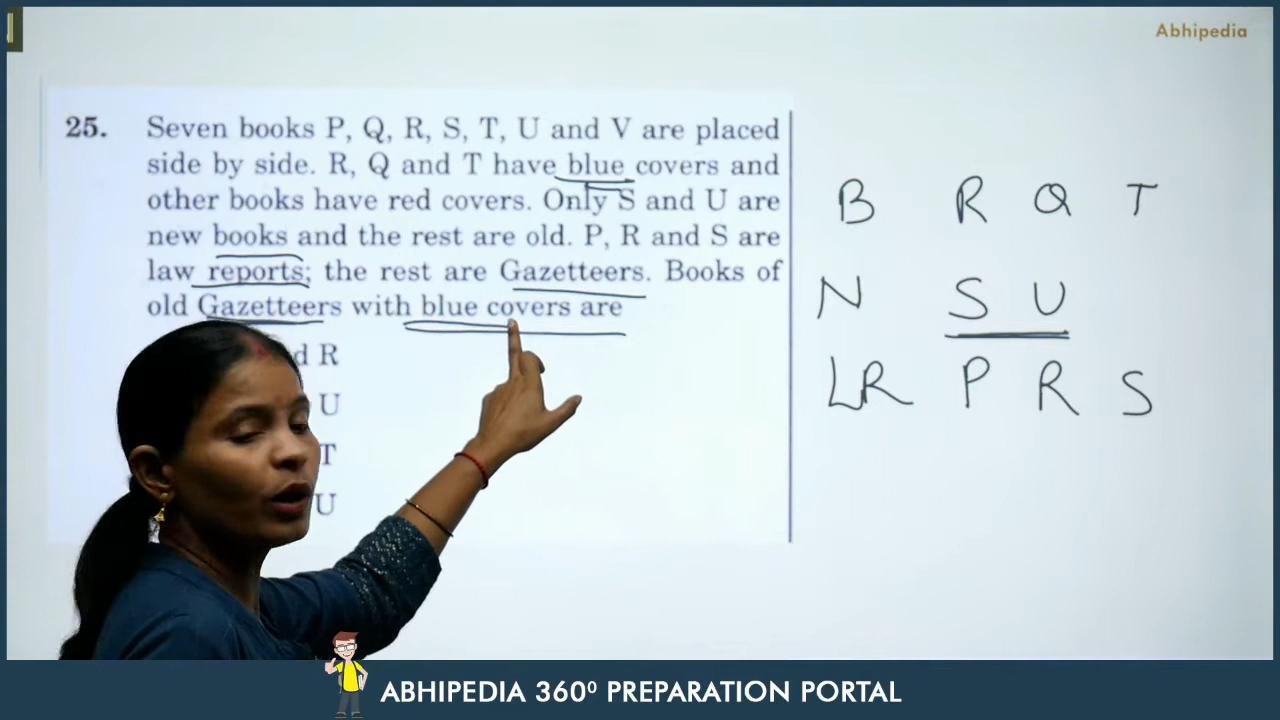 Abhipedia
25. Seven books P, Q, R, S, T, U and V are placed
side by side. R, Q and T have blue covers and
other books have red covers. Only S and U are
new books and the rest are old. P, R and S are
law reports; the rest are Gazetteers. Books of
old Gazetteers with blue covers are
d R
U
T
U
B R Q T
N S U
LR P R S
ABHIPEDIA 360⁰ PREPARATION PORTAL